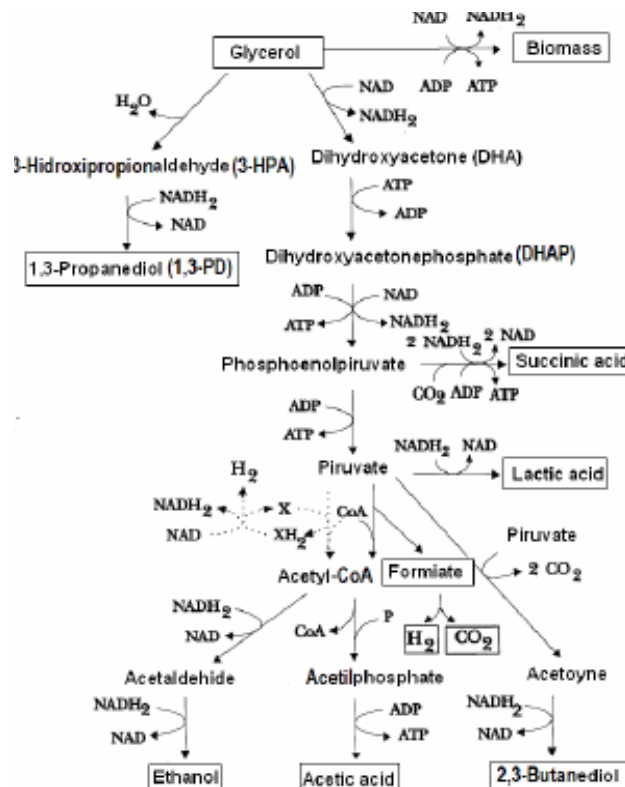 NAD NADH2
Glycerol Biomass
ADP ATP
H2O NAD
NADH2
3-Hidroxipropionaldehyde (3-HPA) Dihydroxyacetone (DHA)
NADH2 ATP
NAD ADP
1,3-Propanediol (1,3-PD) Dihydroxyacetonephosphate (DHAP)
ADP NAD
ATP NADH2
2 NADH2 2 NAD
Phosphoenolpiruvate Succinic acid
CO2 ADP ATP
ADP
ATP NADH2 NAD
Piruvate Lactic acid
H2
NADH2 X CoA Piruvate
NAD XH2 2 CO2
Acetyl-CoA Formiate
NADH2 P
NAD CoA H2 CO2
Acetaldehide Acetilphosphate Acetoyne
NADH2 ADP NADH2
NAD ATP NAD
Ethanol Acetic acid 2,3-Butanediol